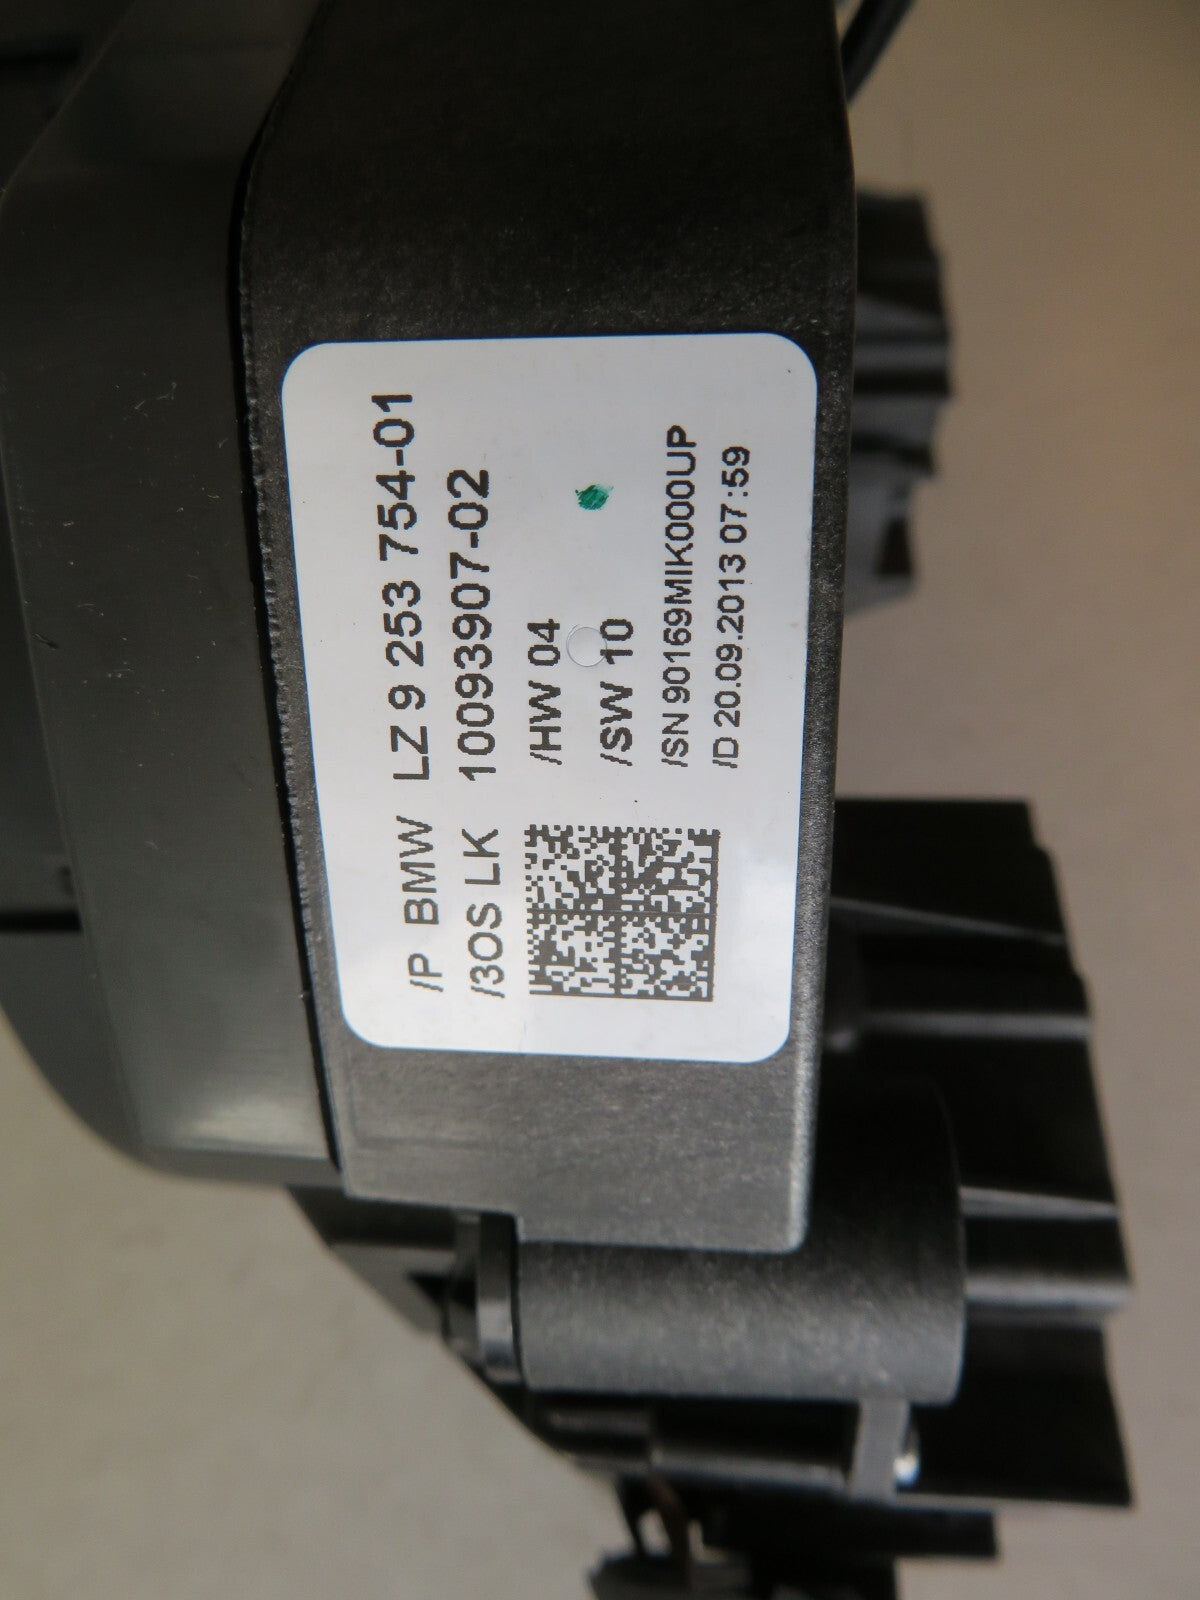 /P BMW LZ 9 253 754-01
/3OS LK 10093907-02
/HW 04
/SW 10
/SN 90169MIK000UP
/D 20.09.2013 07:59